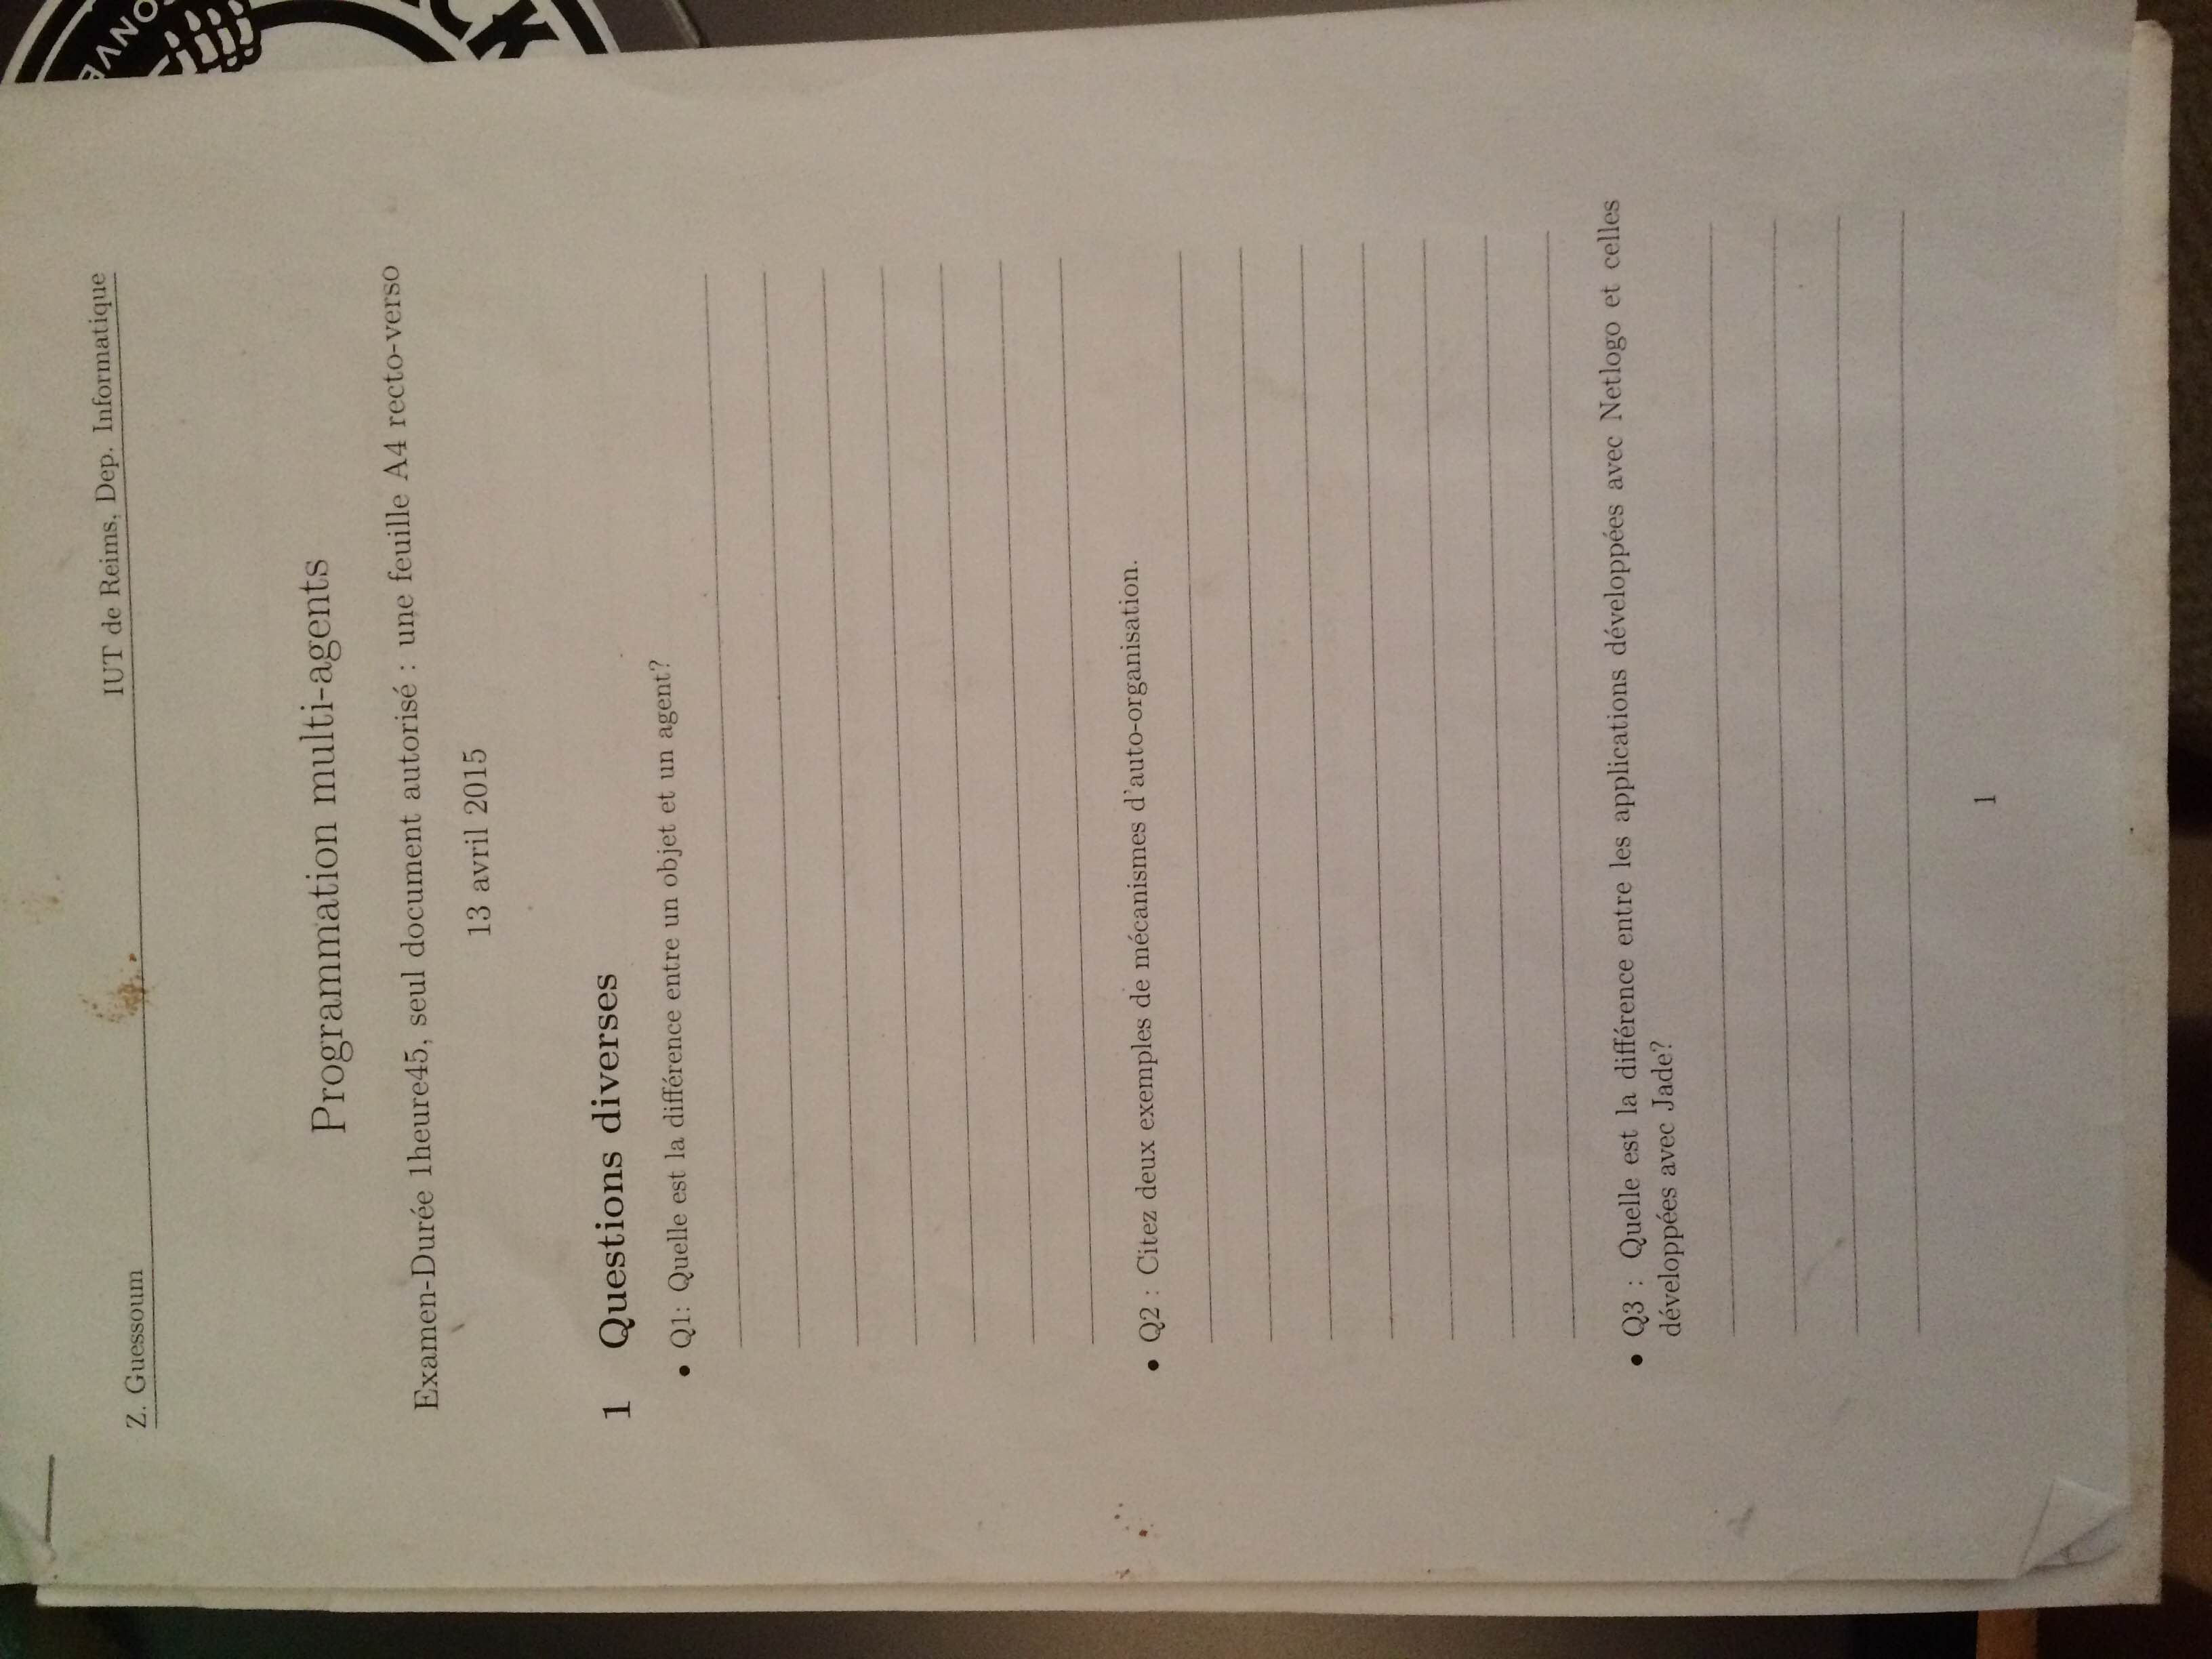 Z. Guessoum
IUT de Reims, Dep. Informatique
Programmation multi-agents
Examen-Durée 1heure45, seul document autorisé : une feuille A4 recto-verso
13 avril 2015
1 Questions diverses
• Q1: Quelle est la différence entre un objet et un agent?
• Q2 : Citez deux exemples de mécanismes d'auto-organisation.
• Q3 : Quelle est la différence entre les applications développées avec Netlogo et celles
développées avec Jade?
1